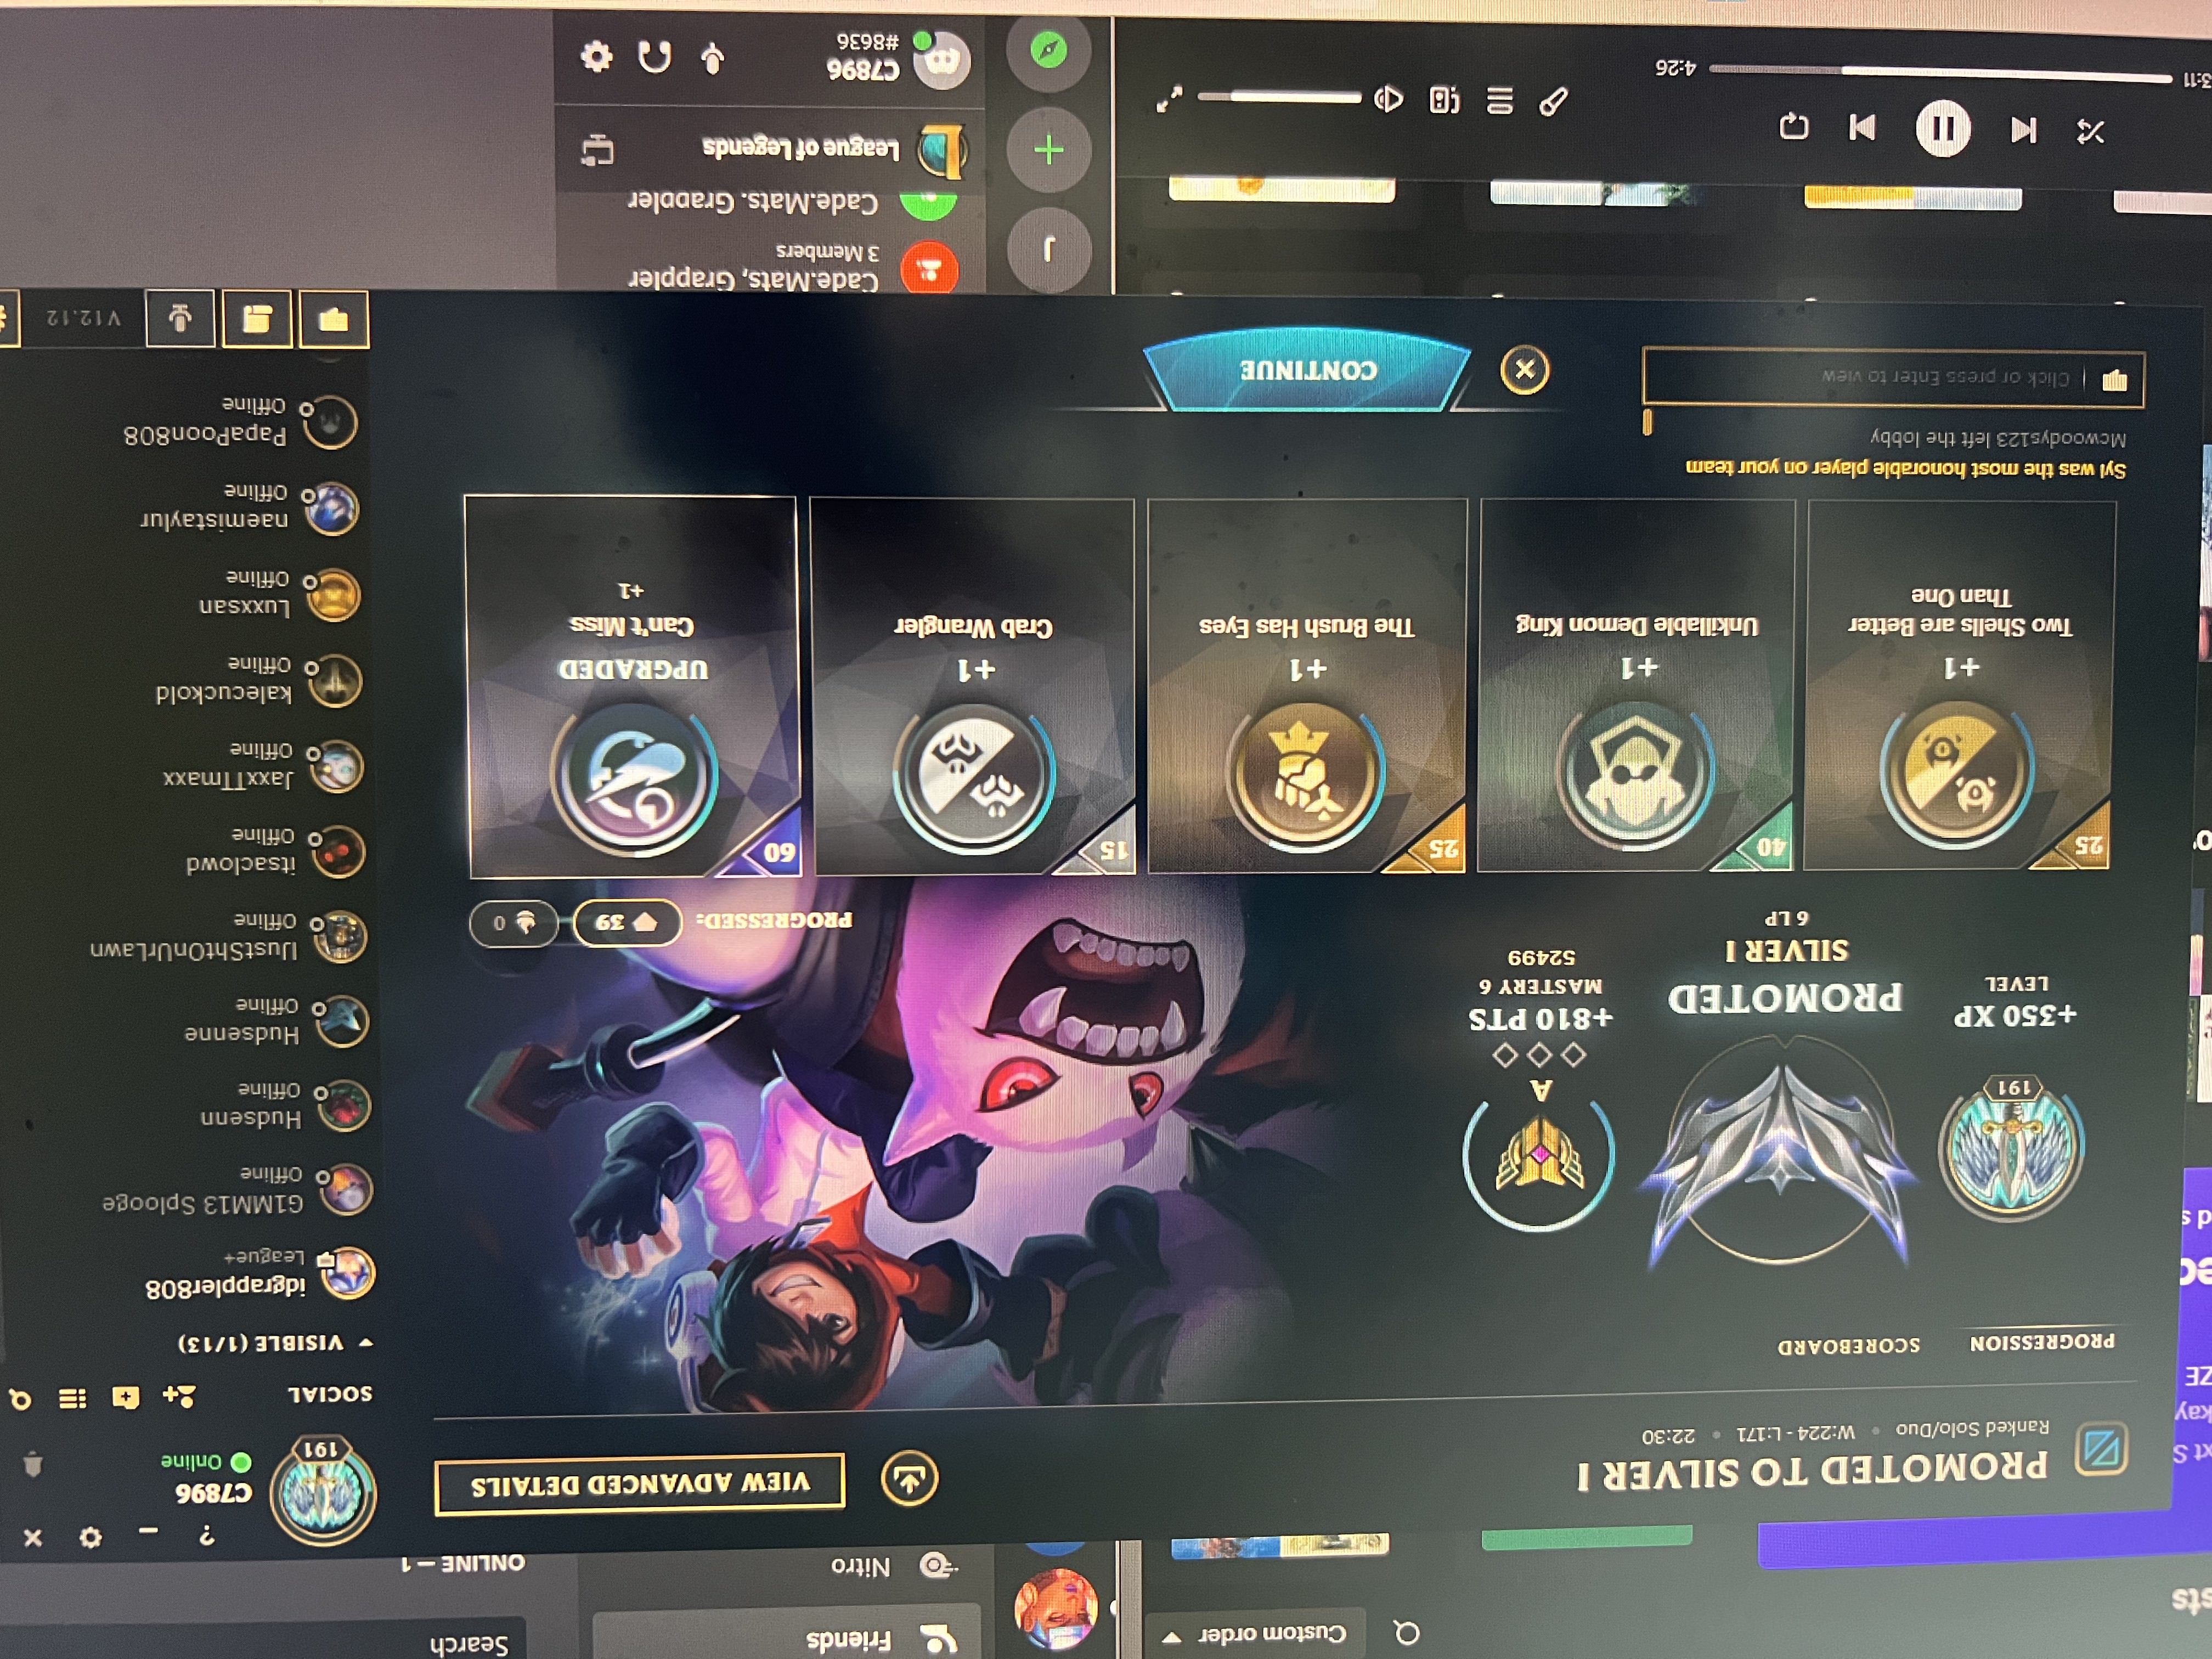 sts
Custom order
Friends
Search
Nitro
ONLINE — 1
PROMOTED TO SILVER I
Ranked Solo/Duo • W:224 - L:171 • 22:30
VIEW ADVANCED DETAILS
?
C7896
Online
191
PROGRESSION
SCOREBOARD
SOCIAL
VISIBLE (1/13)
idgrappler808
League+
G1MM13 Splooge
Offline
Hudsenn
Offline
Hudsenne
Offline
IJustShtOnUrLawn
Offline
itsaclowd
Offline
JaxxTTmaxx
Offline
kalecuckold
Offline
Luxxsan
Offline
naemistaylur
Offline
PapaPoon808
Offline
191
+350 XP
LEVEL
PROMOTED
SILVER I
6 LP
A
+810 PTS
MASTERY 6
52499
PROGRESSED:
39
0
25
+1
Two Shells are Better
Than One
40
+1
Unkillable Demon King
25
+1
The Brush Has Eyes
15
+1
Crab Wrangler
60
UPGRADED
Can't Miss
+1
Syl was the most honorable player on your team
Mcwoodys123 left the lobby
Click or press Enter to view
CONTINUE
V12.12
J
Cade.Mats, Grappler
3 Members
Cade.Mats, Grappler
League of Legends
C7896
#8636
3:11
4:26